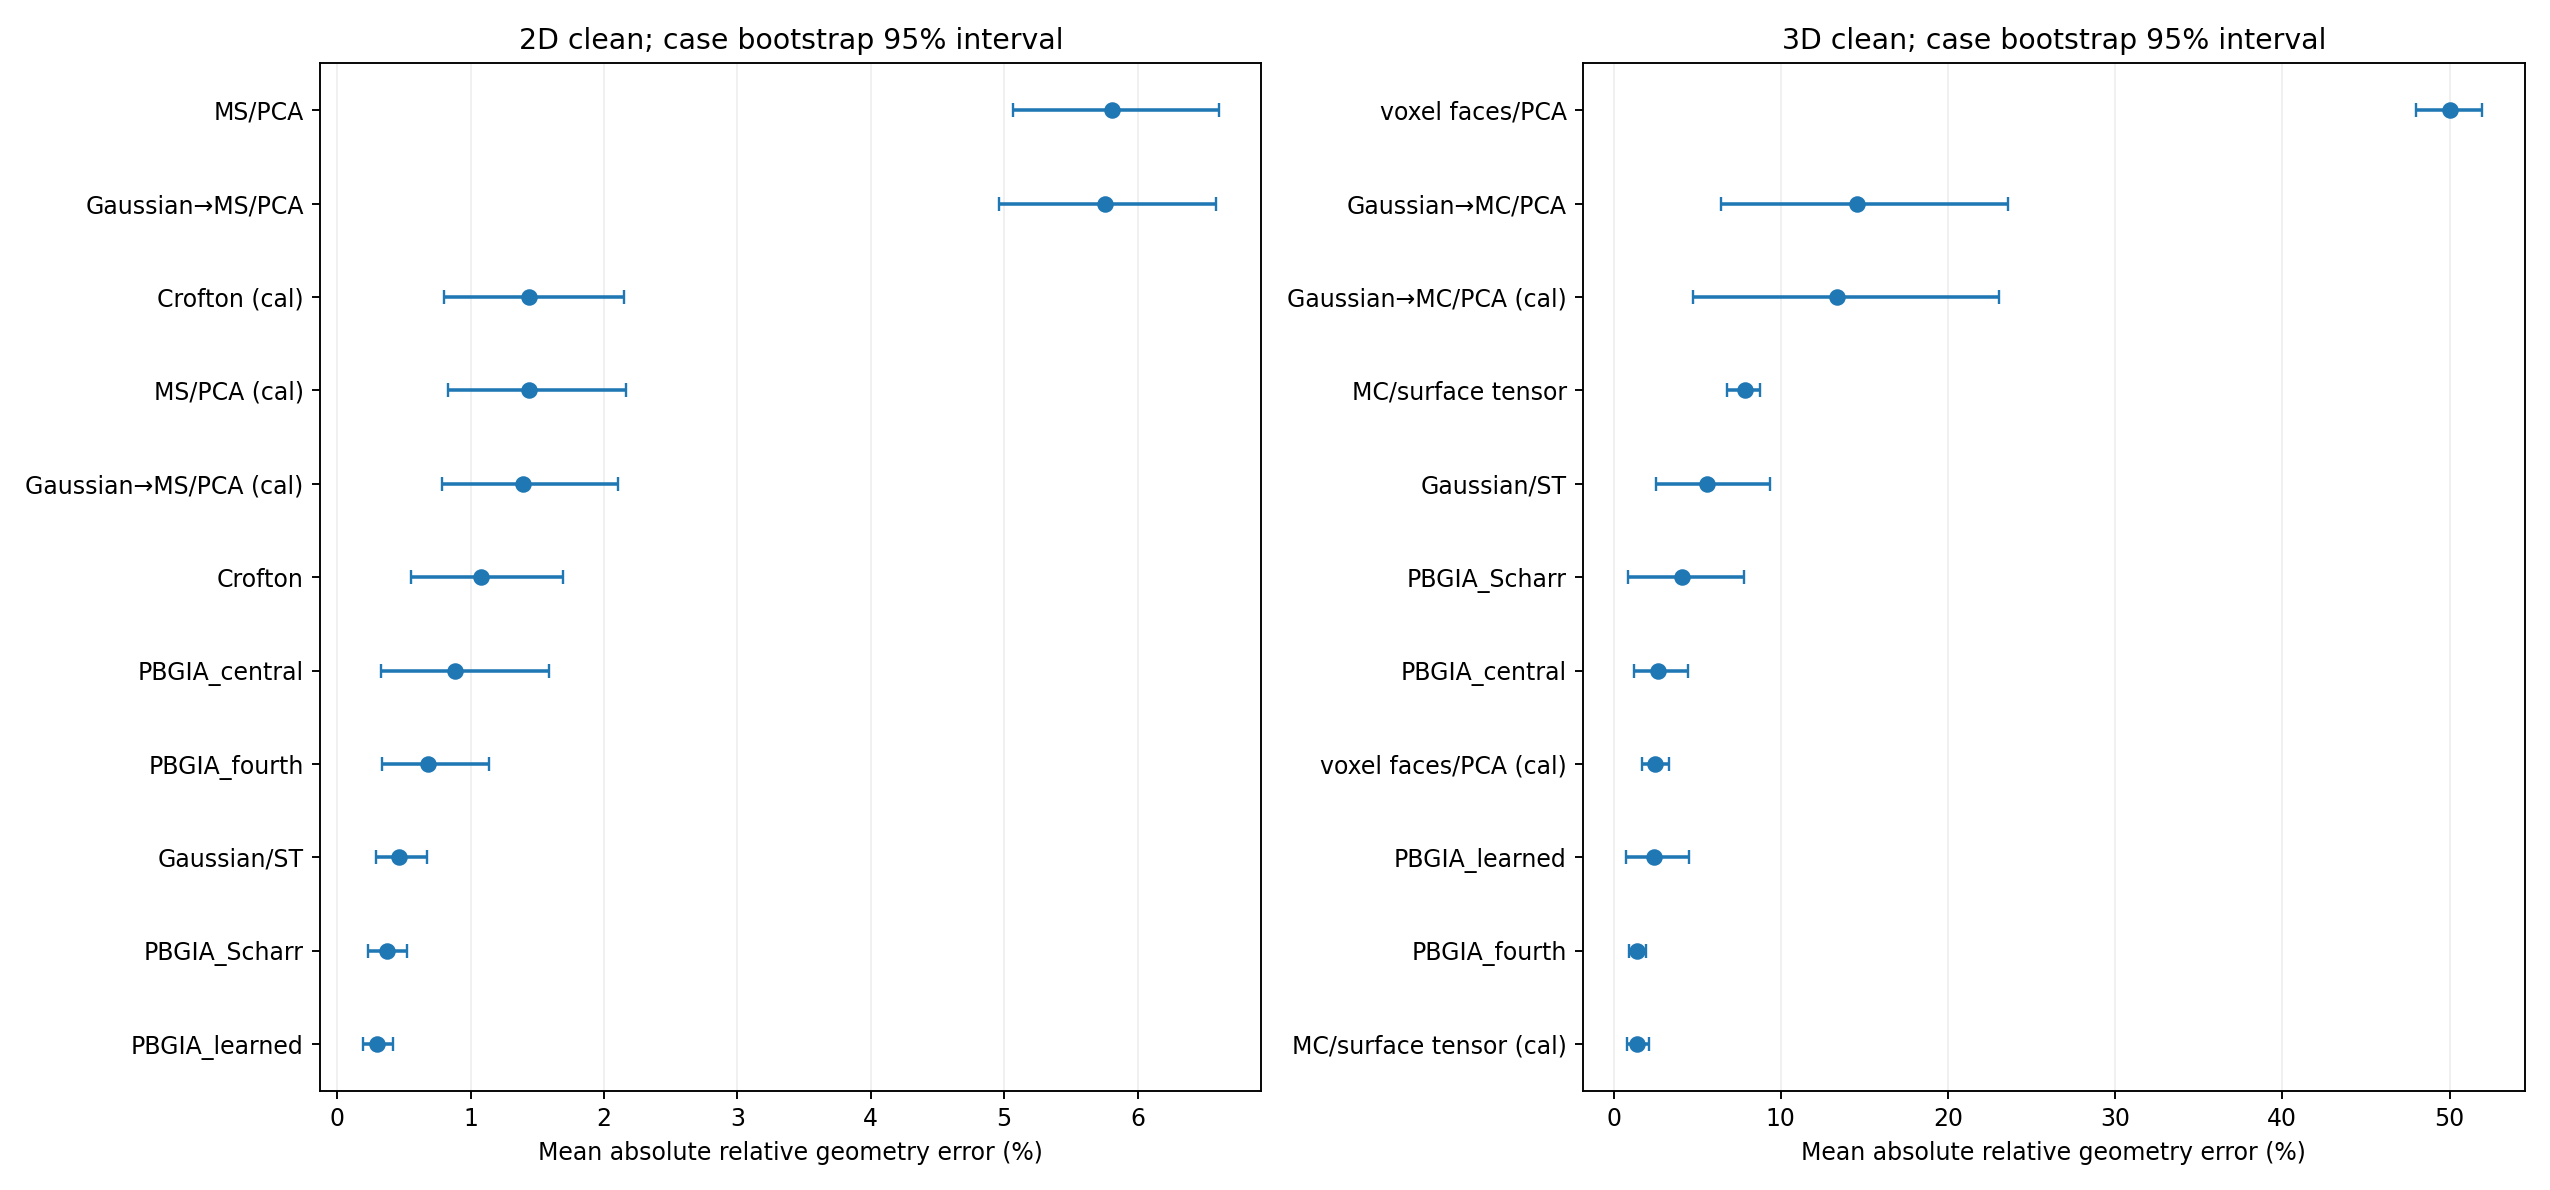 2D clean; case bootstrap 95% interval
MS/PCA
Gaussian→MS/PCA
Crofton (cal)
MS/PCA (cal)
Gaussian→MS/PCA (cal)
Crofton
PBGIA_central
PBGIA_fourth
Gaussian/ST
PBGIA_Scharr
PBGIA_learned
0 1 2 3 4 5 6
Mean absolute relative geometry error (%)
3D clean; case bootstrap 95% interval
voxel faces/PCA
Gaussian→MC/PCA
Gaussian→MC/PCA (cal)
MC/surface tensor
Gaussian/ST
PBGIA_Scharr
PBGIA_central
voxel faces/PCA (cal)
PBGIA_learned
PBGIA_fourth
MC/surface tensor (cal)
0 10 20 30 40 50
Mean absolute relative geometry error (%)